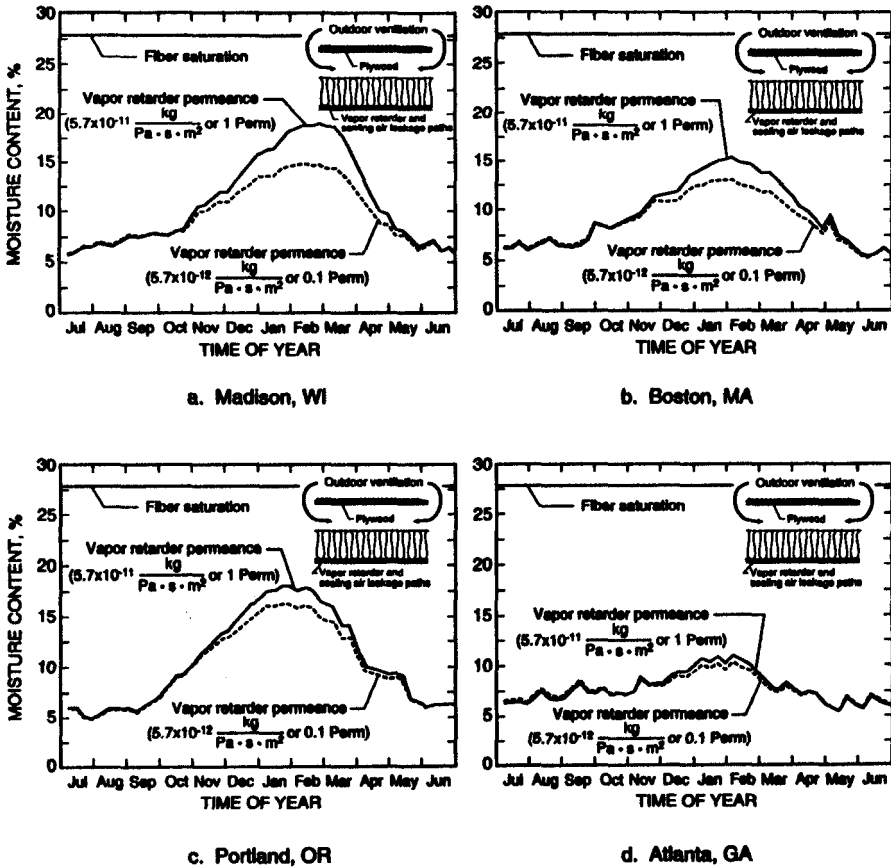 MOISTURE CONTENT, %
30
25
20
15
10
5
0
Fiber saturation
Outdoor ventilation
Plywood
Vapor retarder and
sealing air leakage paths
Vapor retarder permeance
(5.7x10-11 kg/Pa • s • m2 or 1 Perm)
Vapor retarder permeance
(5.7x10-12 kg/Pa • s • m2 or 0.1 Perm)
Jul Aug Sep Oct Nov Dec Jan Feb Mar Apr May Jun
TIME OF YEAR
a. Madison, WI
30
25
20
15
10
5
0
Fiber saturation
Outdoor ventilation
Plywood
Vapor retarder and
sealing air leakage paths
Vapor retarder permeance
(5.7x10-11 kg/Pa • s • m2 or 1 Perm)
Vapor retarder permeance
(5.7x10-12 kg/Pa • s • m2 or 0.1 Perm)
Jul Aug Sep Oct Nov Dec Jan Feb Mar Apr May Jun
TIME OF YEAR
b. Boston, MA
MOISTURE CONTENT, %
30
25
20
15
10
5
0
Fiber saturation
Outdoor ventilation
Plywood
Vapor retarder and
sealing air leakage paths
Vapor retarder permeance
(5.7x10-11 kg/Pa • s • m2 or 1 Perm)
Vapor retarder permeance
(5.7x10-12 kg/Pa • s • m2 or 0.1 Perm)
Jul Aug Sep Oct Nov Dec Jan Feb Mar Apr May Jun
TIME OF YEAR
c. Portland, OR
30
25
20
15
10
5
0
Fiber saturation
Outdoor ventilation
Plywood
Vapor retarder and
sealing air leakage paths
Vapor retarder permeance
(5.7x10-11 kg/Pa • s • m2 or 1 Perm)
Vapor retarder permeance
(5.7x10-12 kg/Pa • s • m2 or 0.1 Perm)
Jul Aug Sep Oct Nov Dec Jan Feb Mar Apr May Jun
TIME OF YEAR
d. Atlanta, GA